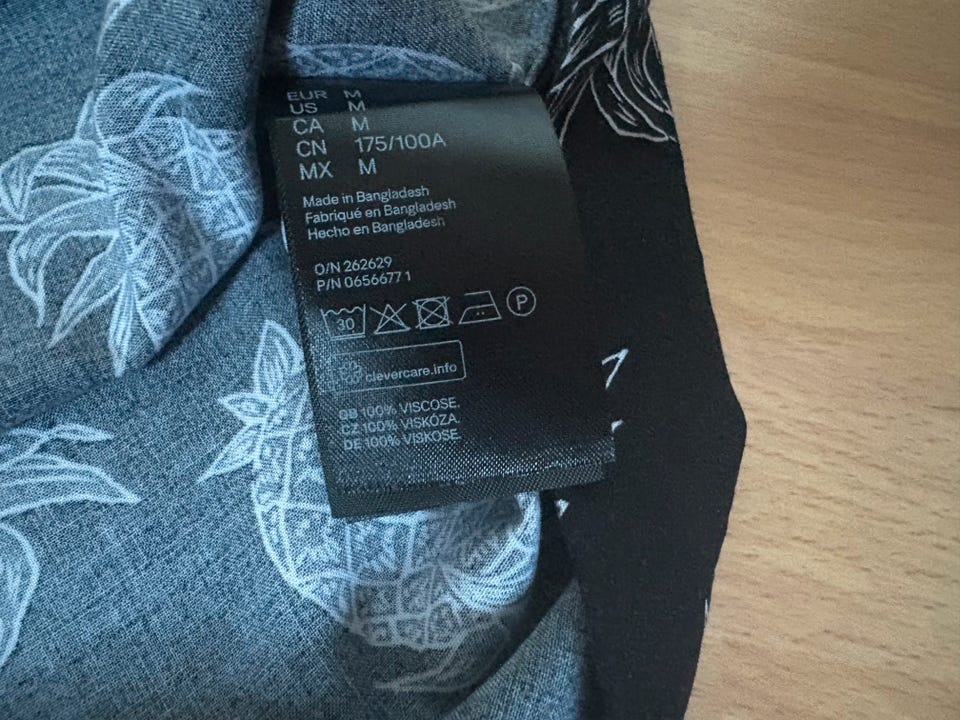 EUR M
US M
CA M
CN 175/100A
MX M
Made in Bangladesh
Fabriqué en Bangladesh
Hecho en Bangladesh
O/N 262629
P/N 0656677 1
30 P
clevercare.info
GB 100% VISCOSE.
CZ 100% VISKÓZA.
DE 100% VISKOSE.